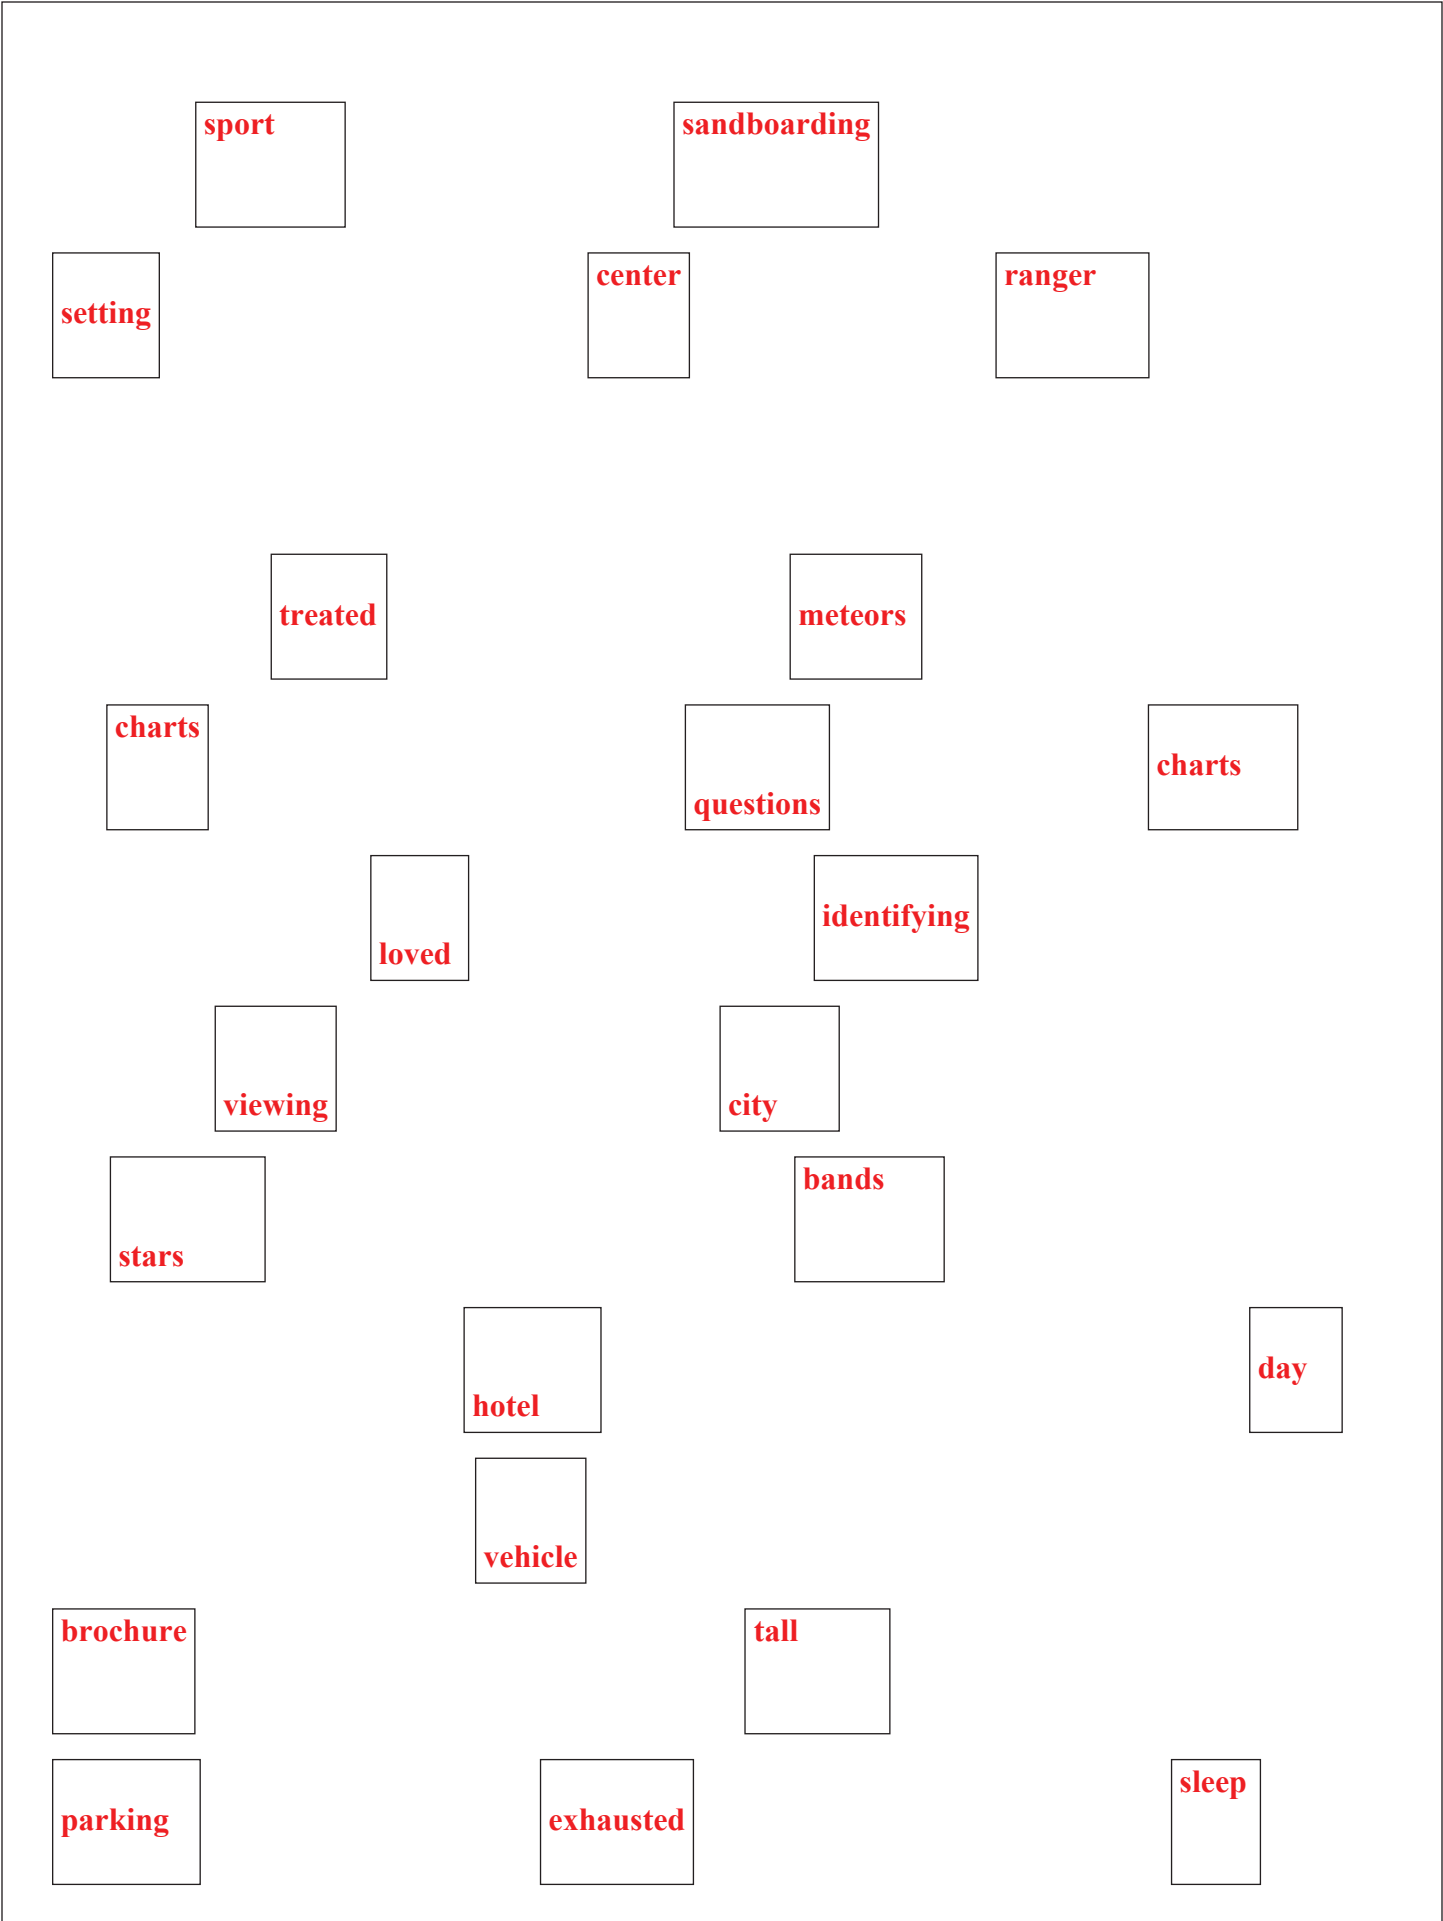 sport sandboarding
setting center ranger
treated meteors
charts questions charts
loved identifying
viewing city
stars bands
hotel day
vehicle
brochure tall
parking exhausted sleep